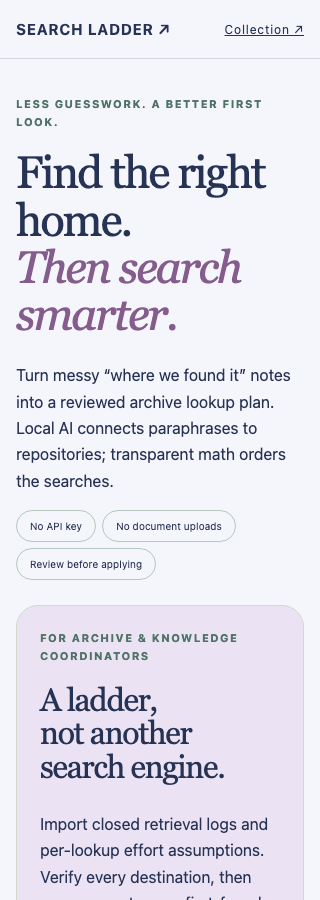 SEARCH LADDER ↗
Collection ↗
LESS GUESSWORK. A BETTER FIRST
LOOK.
Find the right
home.
Then search
smarter.
Turn messy “where we found it” notes
into a reviewed archive lookup plan.
Local AI connects paraphrases to
repositories; transparent math orders
the searches.
No API key
No document uploads
Review before applying
FOR ARCHIVE & KNOWLEDGE
COORDINATORS
A ladder,
not another
search engine.
Import closed retrieval logs and
per-lookup effort assumptions.
Verify every destination, then